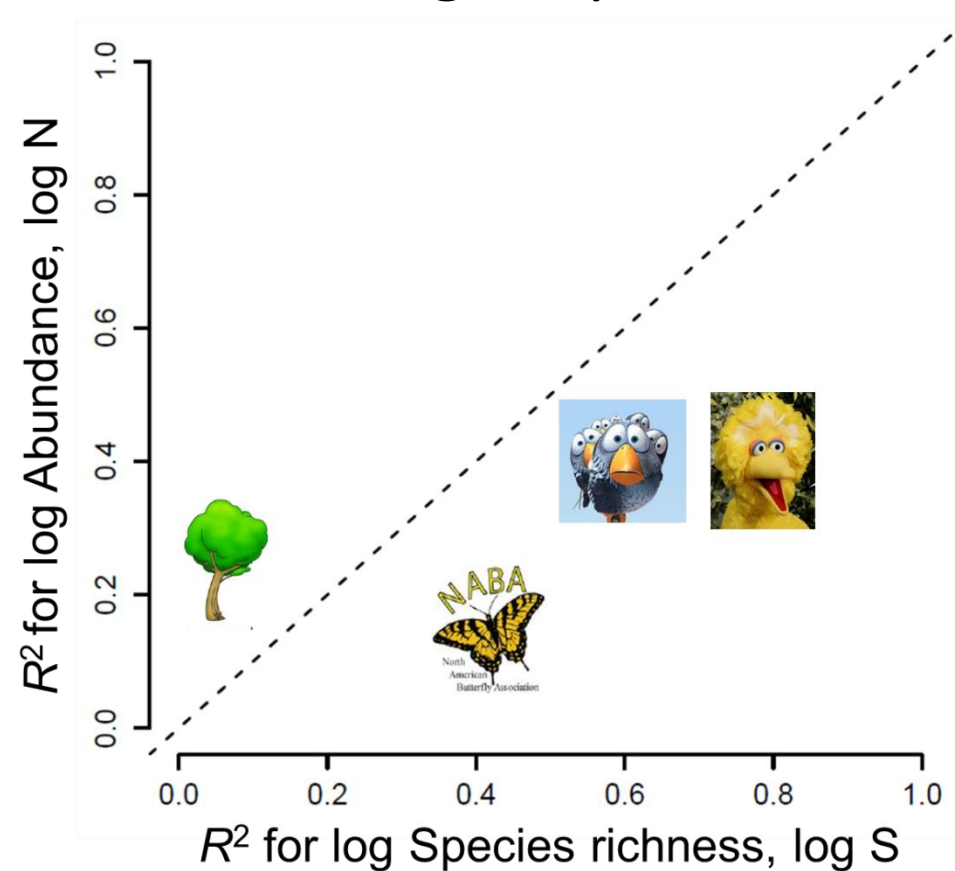 1.0
0.8
0.6
0.4
0.2
0.0
R² for log Abundance, log N
NABA
North
American
Butterfly Association
0.0 0.2 0.4 0.6 0.8 1.0
R² for log Species richness, log S